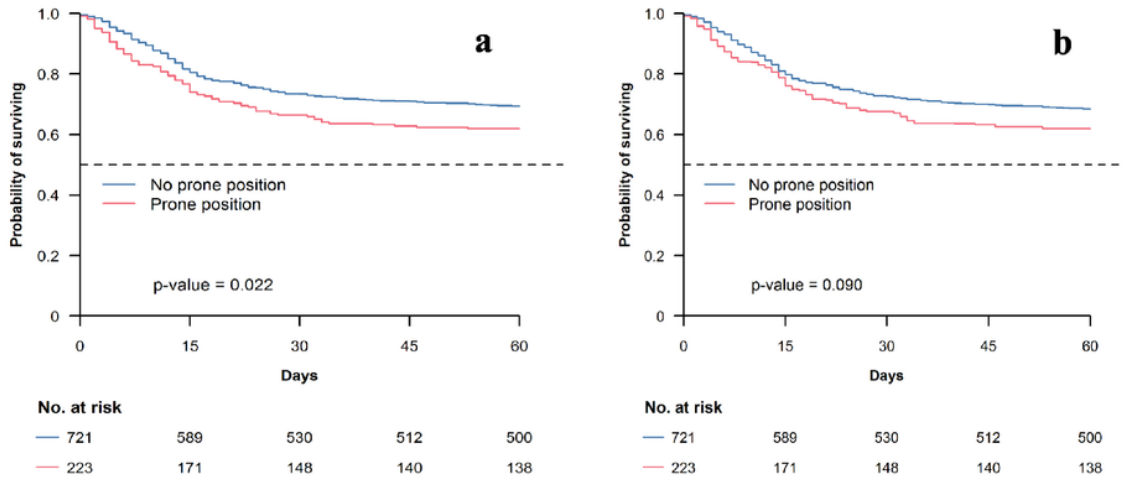 a
Probability of surviving
1.0
0.8
0.6
0.4
0.2
0
No prone position
Prone position
p-value = 0.022
0 15 30 45 60
Days
No. at risk
721 589 530 512 500
223 171 148 140 138
b
Probability of surviving
1.0
0.8
0.6
0.4
0.2
0
No prone position
Prone position
p-value = 0.090
0 15 30 45 60
Days
No. at risk
721 589 530 512 500
223 171 148 140 138